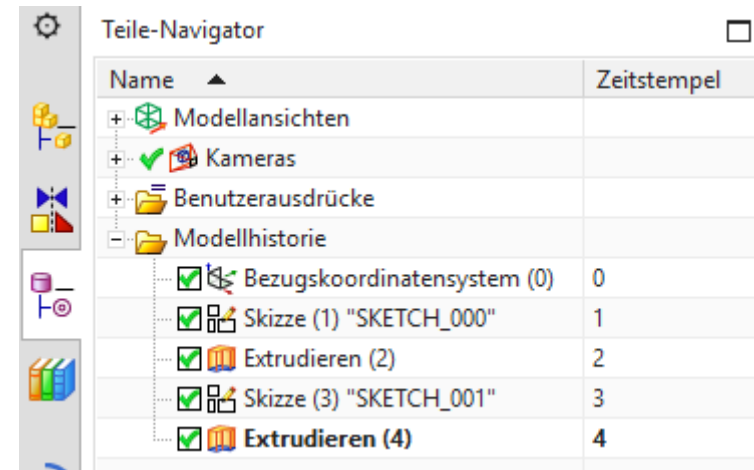 Teile-Navigator
Name Zeitstempel
Modellansichten
Kameras
Benutzerausdrücke
Modellhistorie
Bezugskoordinatensystem (0) 0
Skizze (1) "SKETCH_000" 1
Extrudieren (2) 2
Skizze (3) "SKETCH_001" 3
Extrudieren (4) 4